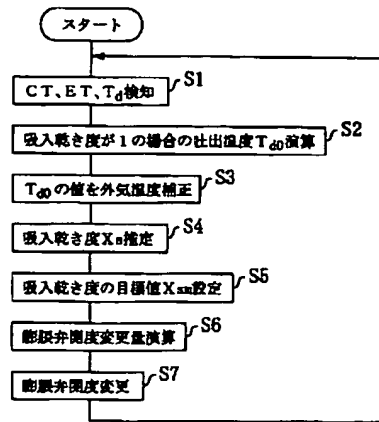 スタート
CT、ET、Td検知 S1
吸入乾き度が1の場合の吐出温度Td0演算 S2
Td0の値を外気温度補正 S3
吸入乾き度Xs推定 S4
吸入乾き度の目標値Xsm設定 S5
膨脹弁開度変更量演算 S6
膨脹弁開度変更 S7